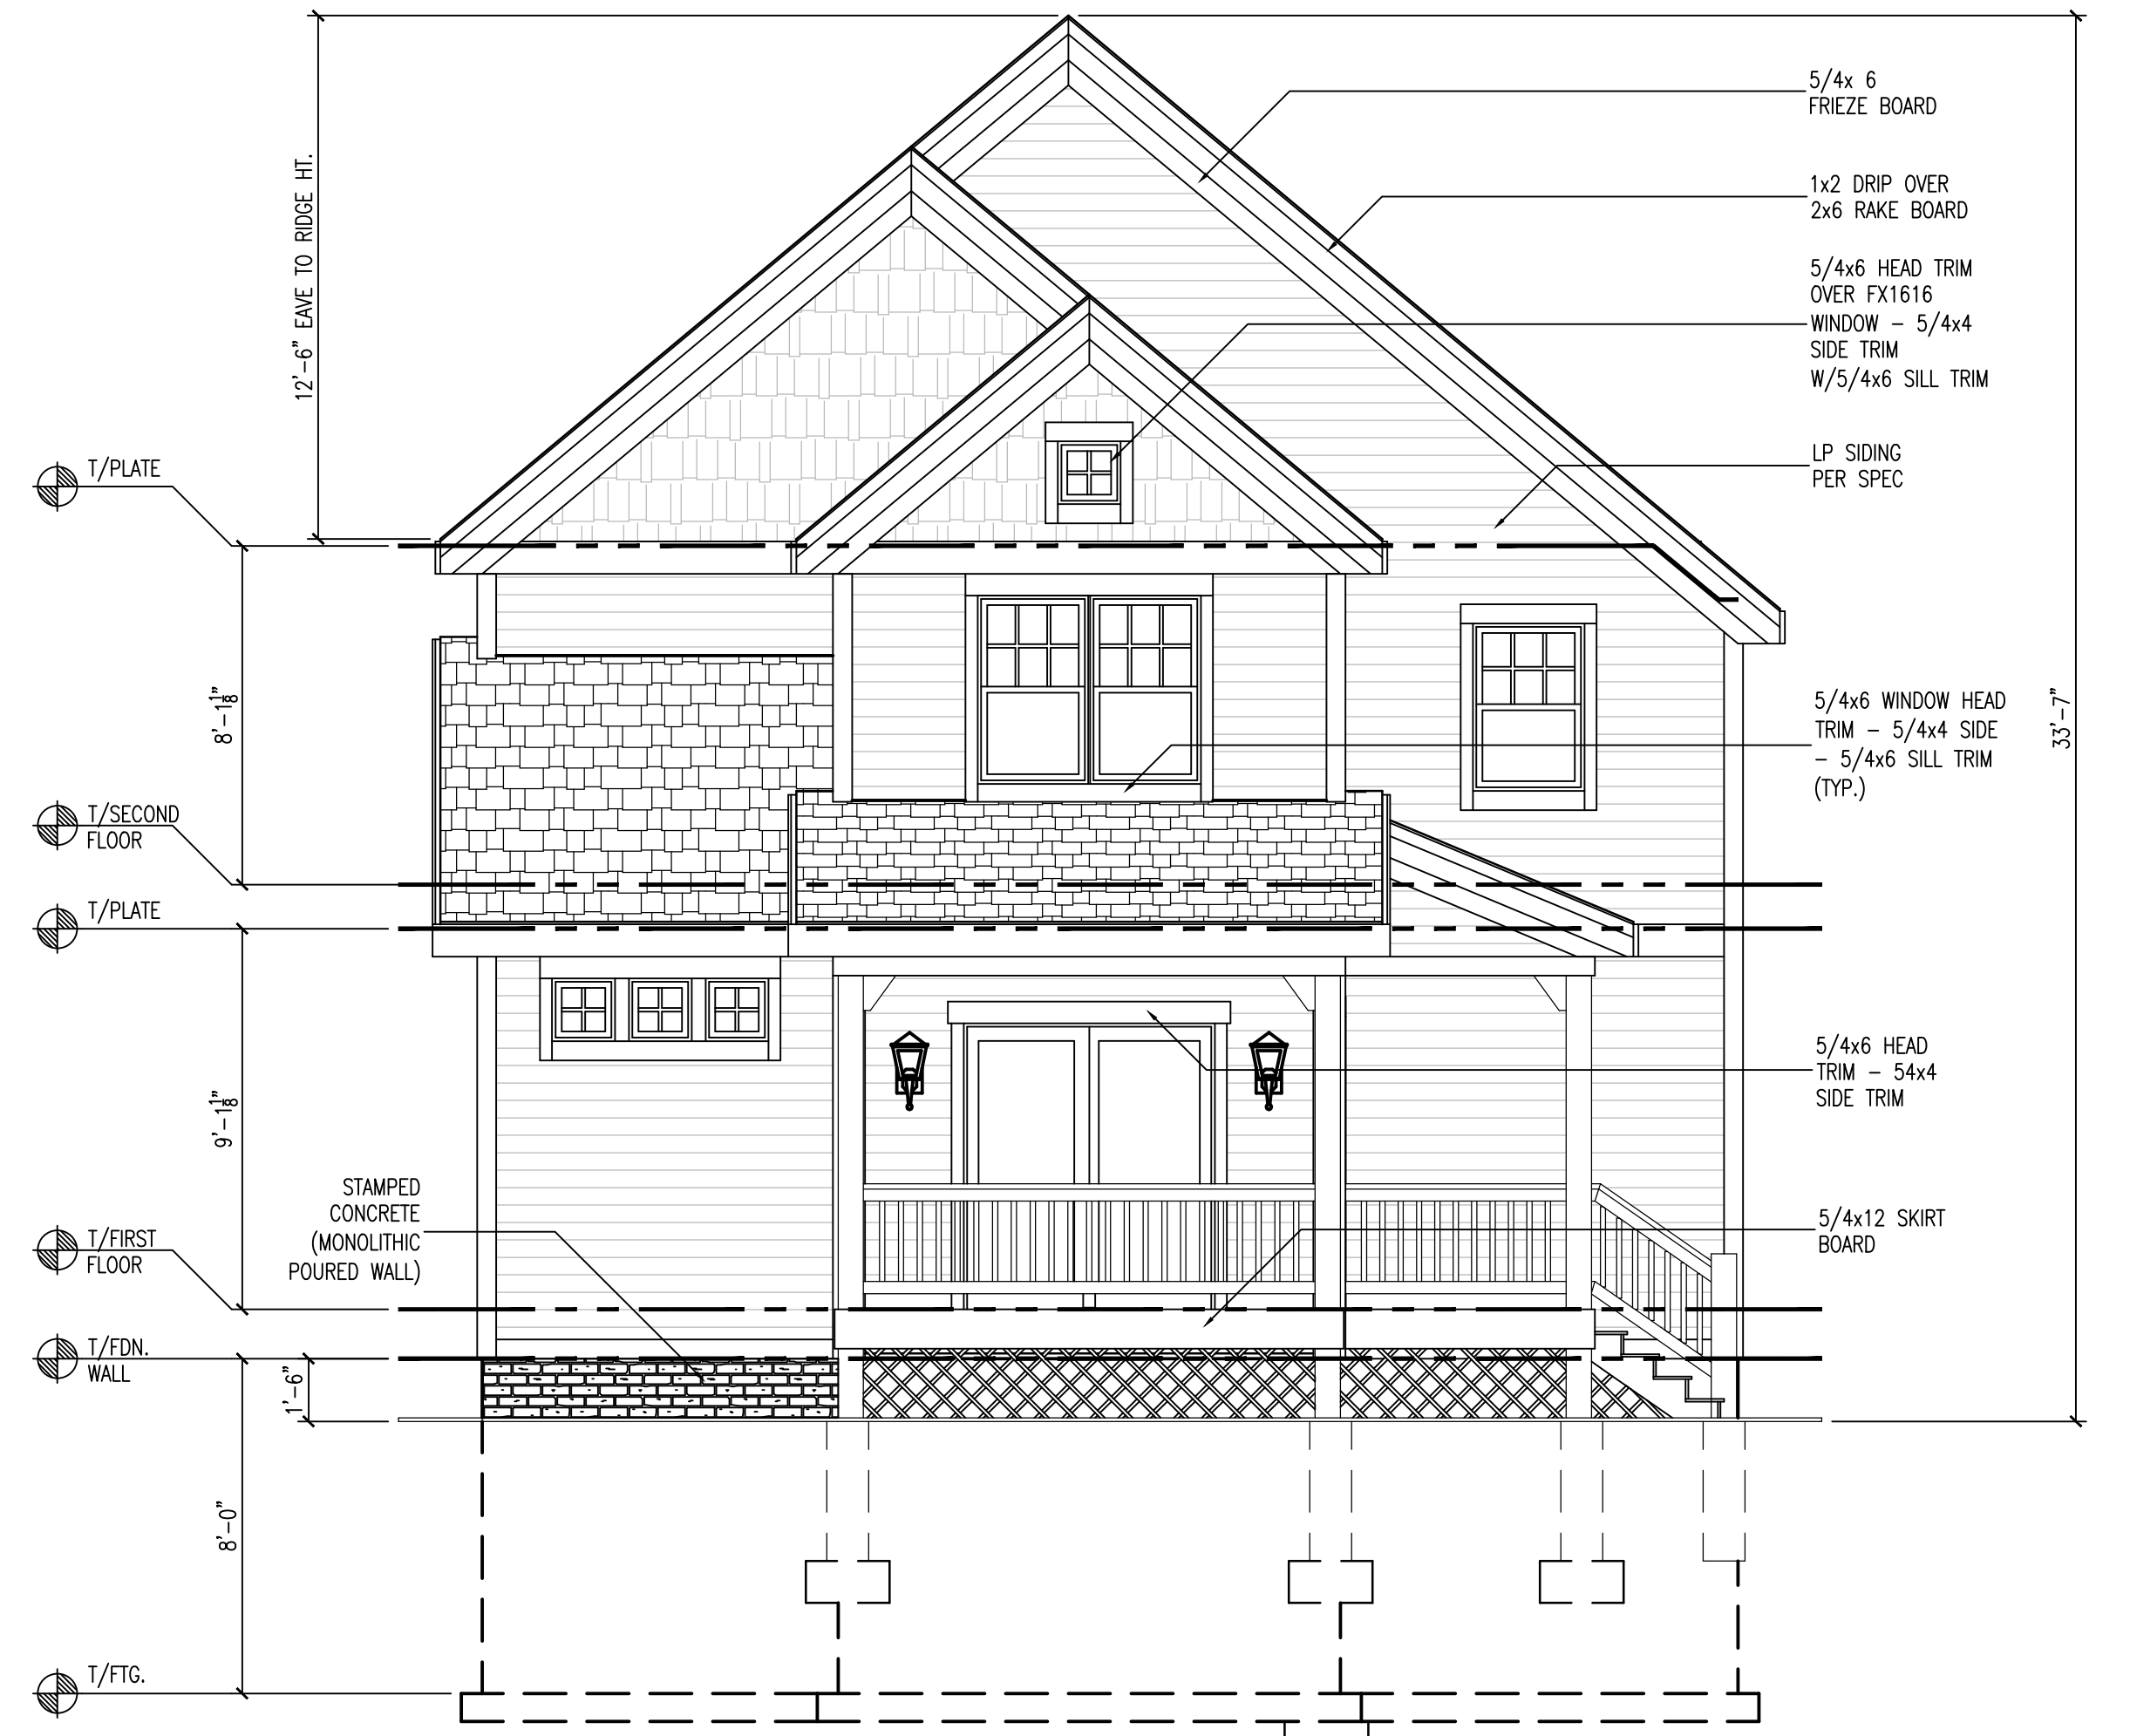 5/4x 6
FRIEZE BOARD
1x2 DRIP OVER
2x6 RAKE BOARD
12'-6" EAVE TO RIDGE HT.
5/4x6 HEAD TRIM
OVER FX1616
WINDOW - 5/4x4
SIDE TRIM
W/5/4x6 SILL TRIM
LP SIDING
PER SPEC
T/PLATE
8'-1 1/8"
33'-7"
5/4x6 WINDOW HEAD
TRIM - 5/4x4 SIDE
- 5/4x6 SILL TRIM
(TYP.)
T/SECOND
FLOOR
T/PLATE
9'-1 1/8"
5/4x6 HEAD
TRIM - 54x4
SIDE TRIM
STAMPED
CONCRETE
(MONOLITHIC
POURED WALL)
5/4x12 SKIRT
BOARD
T/FIRST
FLOOR
T/FDN.
WALL
1'-6"
8'-0"
T/FTG.